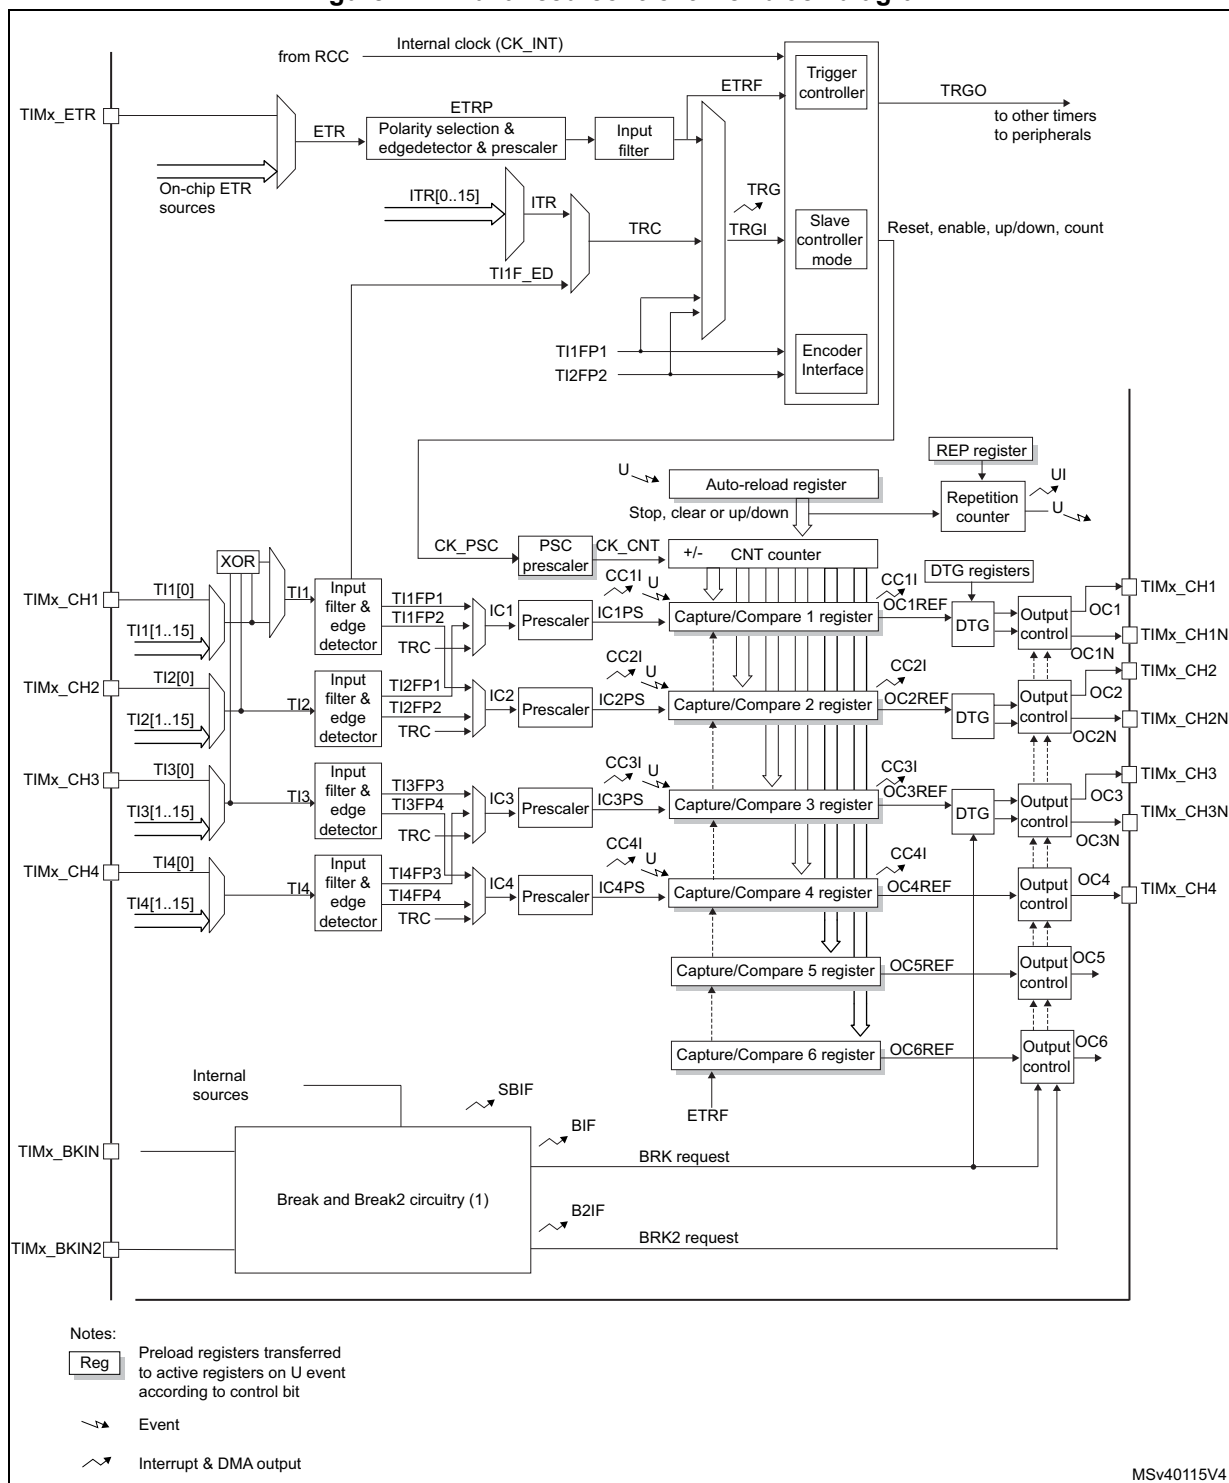 Internal clock (CK_INT)
from RCC
Trigger
controller
ETRF
TRGO
to other timers
to peripherals
TIMx_ETR
ETRP
ETR
Polarity selection &
edgedetector & prescaler
Input
filter
On-chip ETR
sources
ITR[0..15]
ITR
TRG
TRC
TRGI
Slave
controller
mode
Reset, enable, up/down, count
TI1F_ED
TI1FP1
TI2FP2
Encoder
Interface
REP register
U
Auto-reload register
UI
Repetition
counter
U
Stop, clear or up/down
CK_PSC
PSC
prescaler
CK_CNT
+/-
CNT counter
DTG registers
XOR
TIMx_CH1
TI1[0]
TI1[1..15]
TI1
Input
filter &
edge
detector
TI1FP1
TI1FP2
TRC
IC1
Prescaler
IC1PS
CC1I
U
Capture/Compare 1 register
CC1I
OC1REF
DTG
Output
control
OC1
OC1N
TIMx_CH1
TIMx_CH1N
TIMx_CH2
TI2[0]
TI2[1..15]
TI2
Input
filter &
edge
detector
TI2FP1
TI2FP2
TRC
IC2
Prescaler
IC2PS
CC2I
U
Capture/Compare 2 register
CC2I
OC2REF
DTG
Output
control
OC2
OC2N
TIMx_CH2
TIMx_CH2N
TIMx_CH3
TI3[0]
TI3[1..15]
TI3
Input
filter &
edge
detector
TI3FP3
TI3FP4
TRC
IC3
Prescaler
IC3PS
CC3I
U
Capture/Compare 3 register
CC3I
OC3REF
DTG
Output
control
OC3
OC3N
TIMx_CH3
TIMx_CH3N
TIMx_CH4
TI4[0]
TI4[1..15]
TI4
Input
filter &
edge
detector
TI4FP3
TI4FP4
TRC
IC4
Prescaler
IC4PS
CC4I
U
Capture/Compare 4 register
CC4I
OC4REF
Output
control
OC4
TIMx_CH4
Capture/Compare 5 register
OC5REF
Output
control
OC5
Capture/Compare 6 register
OC6REF
Output
control
OC6
ETRF
Internal
sources
SBIF
TIMx_BKIN
BIF
BRK request
Break and Break2 circuitry (1)
B2IF
TIMx_BKIN2
BRK2 request
Notes:
Reg
Preload registers transferred
to active registers on U event
according to control bit
Event
Interrupt & DMA output
MSv40115V4